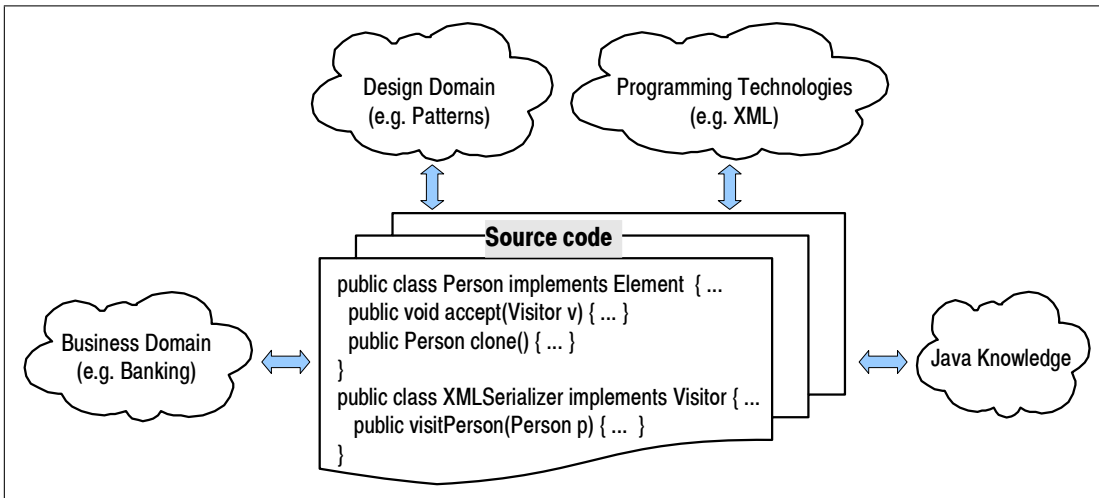 Design Domain
(e.g. Patterns)
Programming Technologies
(e.g. XML)
Source code
public class Person implements Element { ...
public void accept(Visitor v) { ... }
public Person clone() { ... }
}
public class XMLSerializer implements Visitor { ...
public visitPerson(Person p) { ... }
}
Business Domain
(e.g. Banking)
Java Knowledge